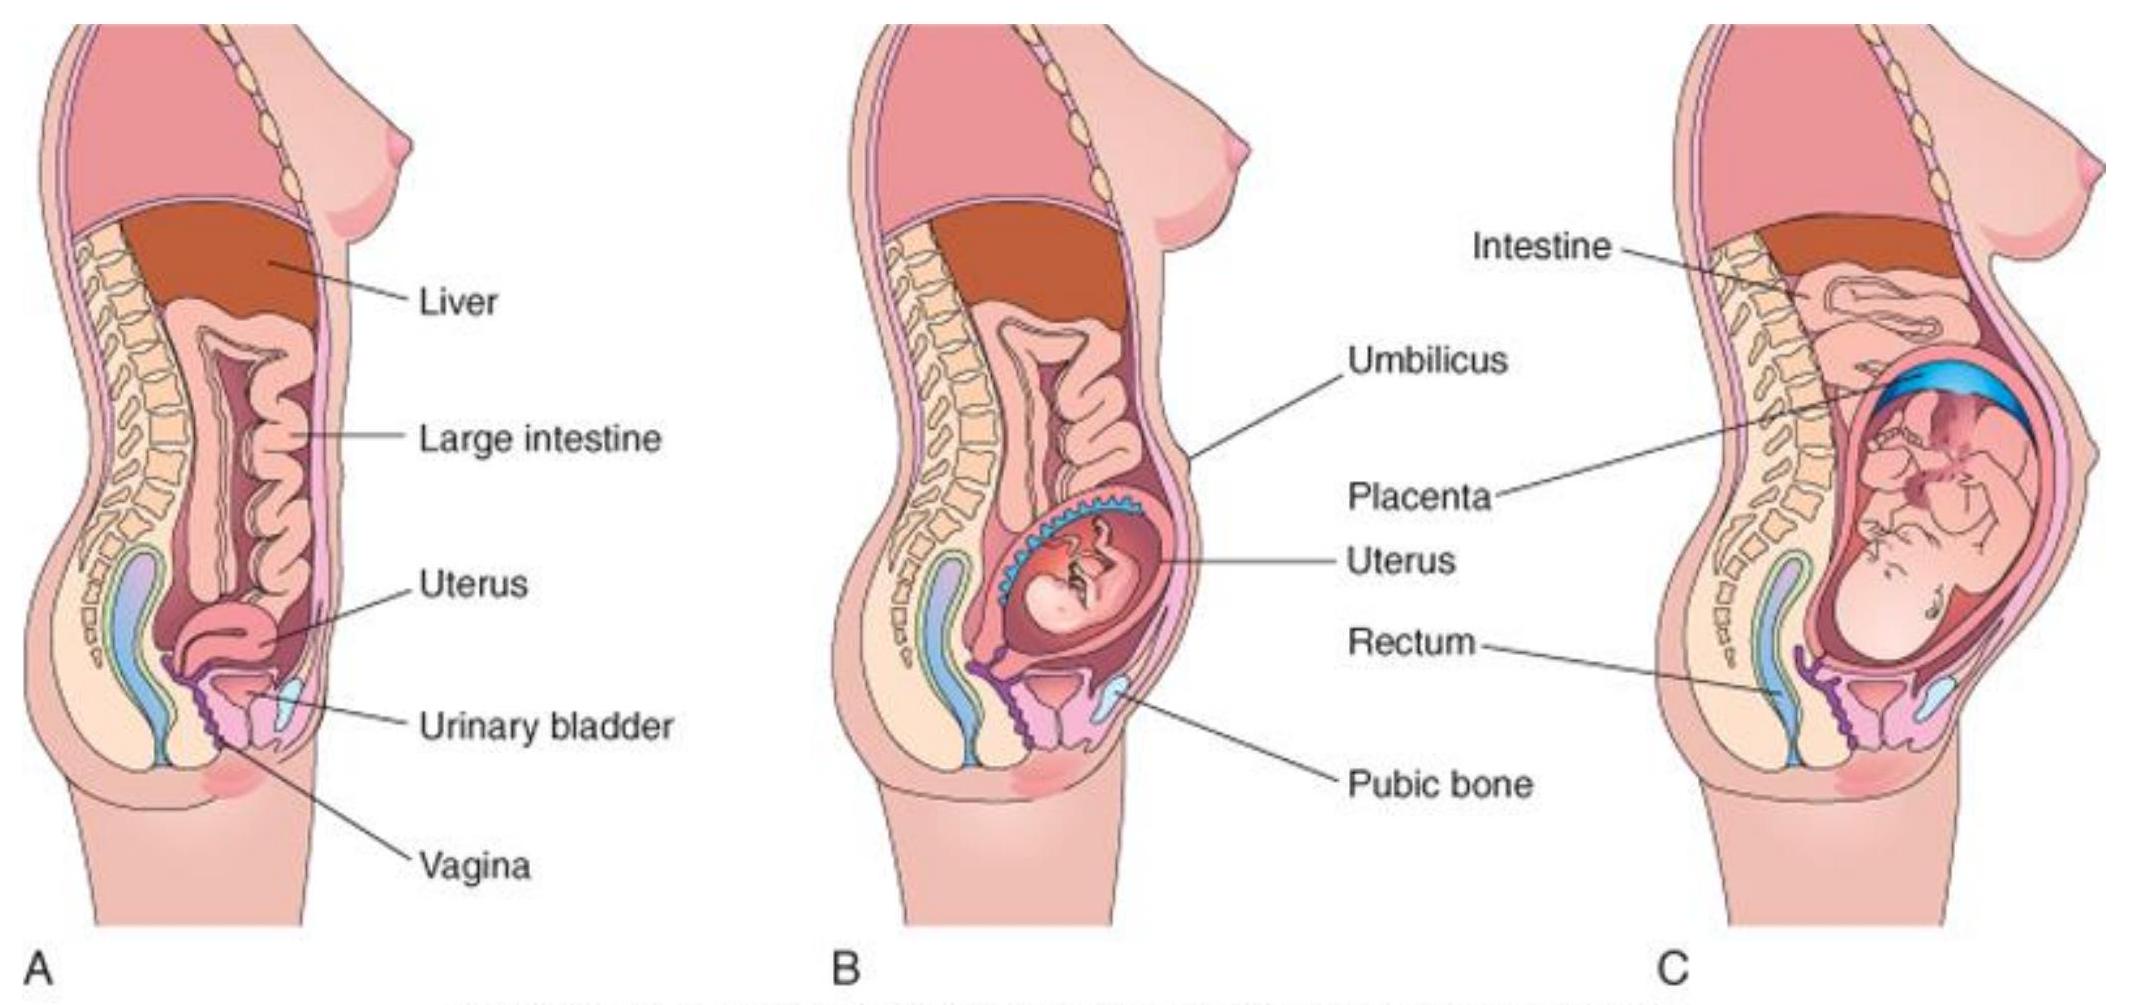 Liver
Large intestine
Uterus
Urinary bladder
Vagina
Umbilicus
Uterus
Pubic bone
Intestine
Placenta
Rectum
A
B
C